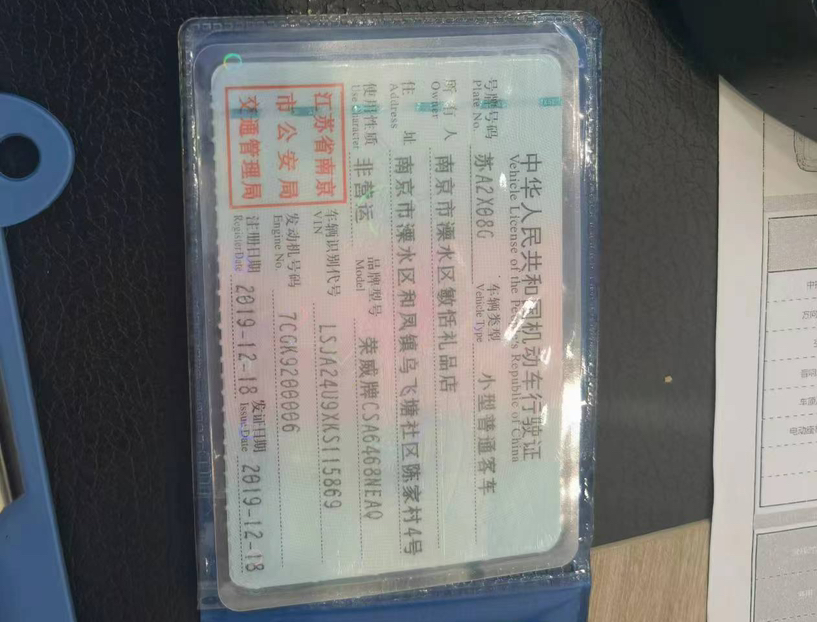 中华人民共和国机动车行驶证
Vehicle License of the People's Republic of China
号牌号码 苏A2X08G 车辆类型 小型普通客车
Plate No. Vehicle Type
所有人 南京市溧水区敏恬礼品店
Owner
住址 南京市溧水区和凤镇乌飞塘社区陈家村4号
Address
使用性质 非营运 品牌型号 荣威牌CSA6468NEAQ
Use Character Model
江苏省南京
市公安局
交通管理局
车辆识别代号 LSJA24U9XKS115869
VIN
发动机号码 7CGK9200006
Engine No.
注册日期 2019-12-18 发证日期 2019-12-18
Register Date Issue Date